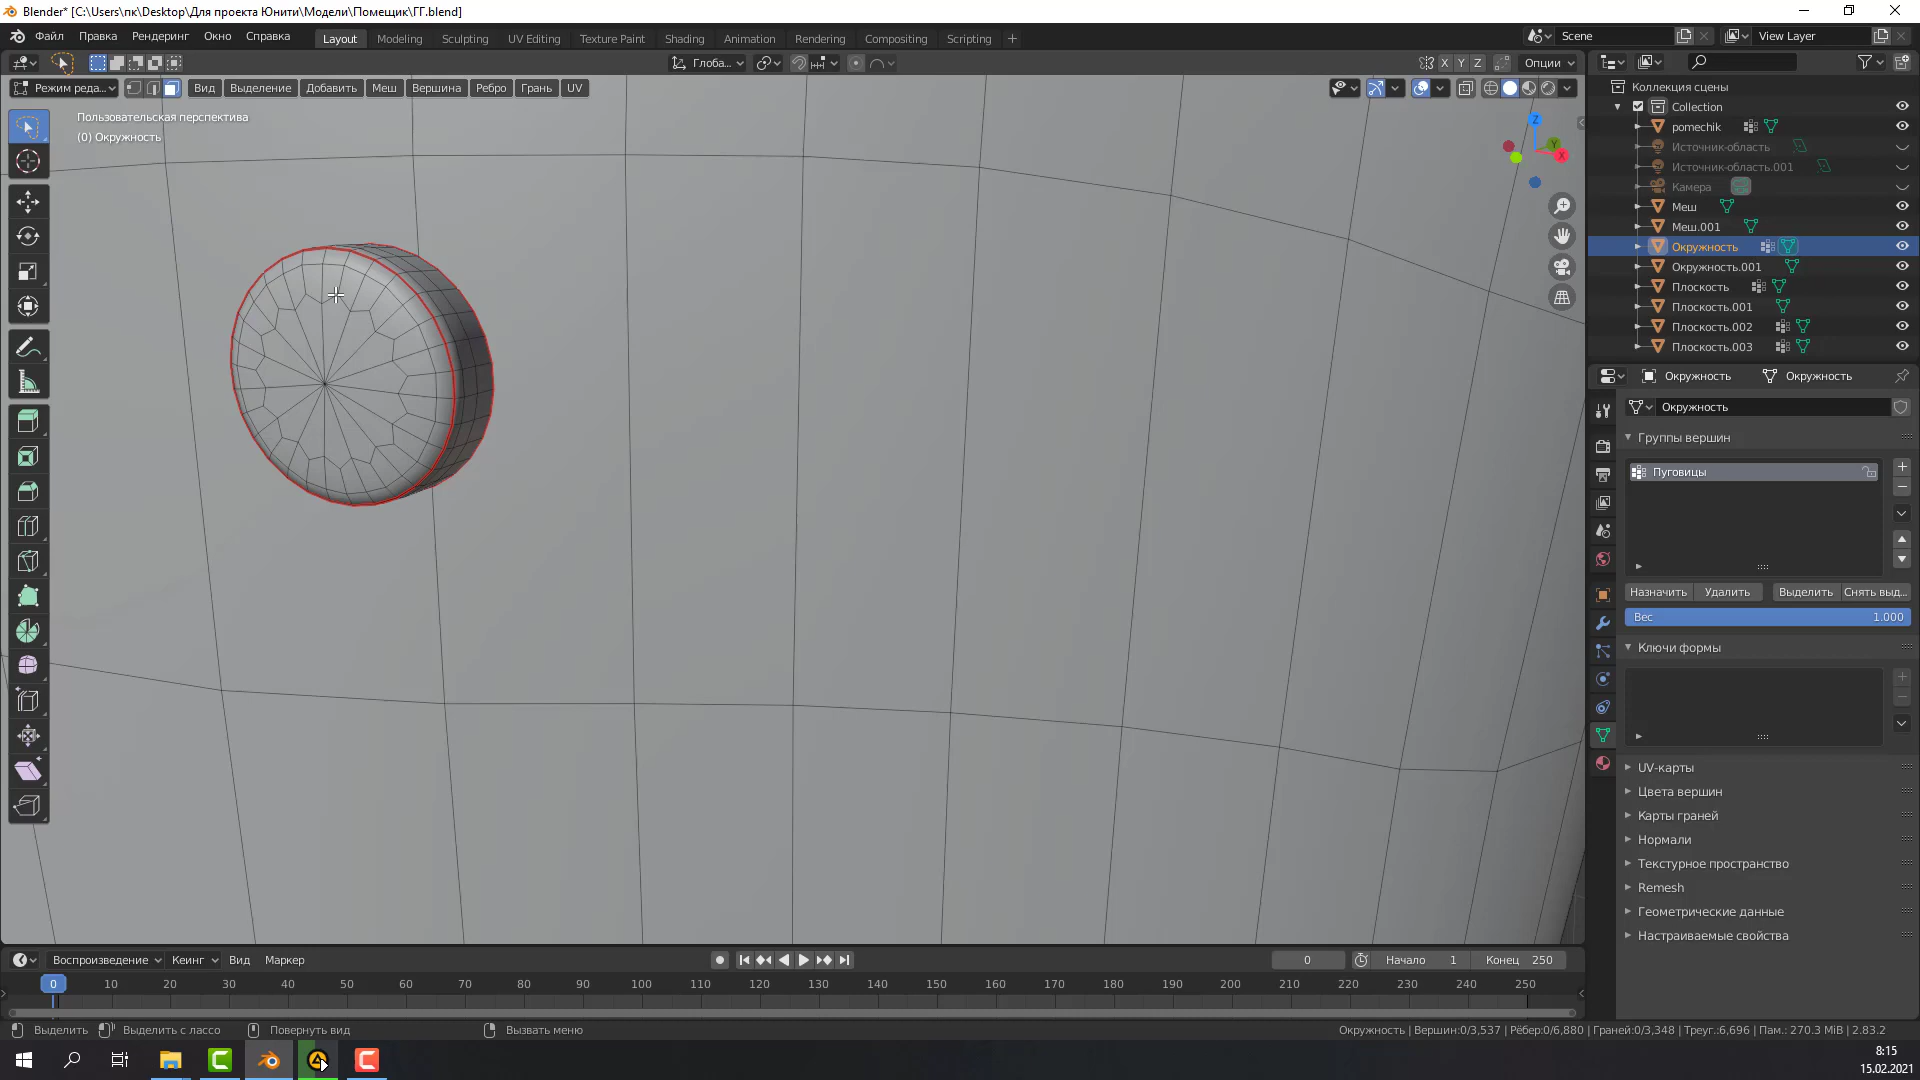 Blender* [C:\Users\пк\Desktop\Для проекта Юнити\Модели\Помещик\ГГ.blend]
Файл Правка Рендеринг Окно Справка Layout Modeling Sculpting UV Editing Texture Paint Shading Animation Rendering Compositing Scripting Scene View Layer
Глоба... X Y Z Опции
Режим реда... Вид Выделение Добавить Меш Вершина Ребро Грань UV
Пользовательская перспектива
(0) Окружность
Z
Y
X
Коллекция сцены
Collection
pomechik
Источник-область
Источник-область.001
Камера
Меш
Меш.001
Окружность
Окружность.001
Плоскость
Плоскость.001
Плоскость.002
Плоскость.003
Окружность Окружность
Окружность
Группы вершин
Пуговицы
Назначить Удалить Выделить Снять выд...
Вес 1.000
Ключи формы
UV-карты
Цвета вершин
Карты граней
Нормали
Текстурное пространство
Remesh
Геометрические данные
Настраиваемые свойства
Воспроизведение Кеинг Вид Маркер 0 Начало 1 Конец 250
0 10 20 30 40 50 60 70 80 90 100 110 120 130 140 150 160 170 180 190 200 210 220 230 240 250
Выделить Выделить с лассо Повернуть вид Вызвать меню Окружность | Вершин:0/3,537 | Рёбер:0/6,880 | Граней:0/3,348 | Треуг.:6,696 | Пам.: 270.3 MiB | 2.83.2
8:15
15.02.2021